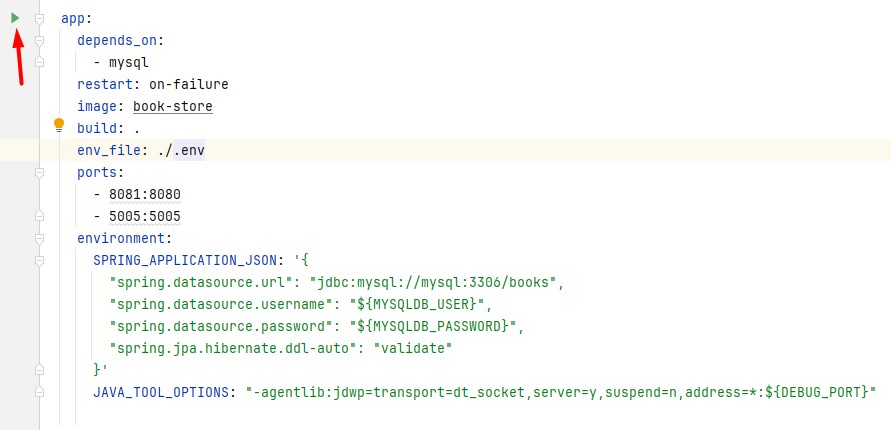 app:
depends_on:
- mysql
restart: on-failure
image: book-store
build: .
env_file: ./.env
ports:
- 8081:8080
- 5005:5005
environment:
SPRING_APPLICATION_JSON: '{
"spring.datasource.url": "jdbc:mysql://mysql:3306/books",
"spring.datasource.username": "${MYSQLDB_USER}",
"spring.datasource.password": "${MYSQLDB_PASSWORD}",
"spring.jpa.hibernate.ddl-auto": "validate"
}'
JAVA_TOOL_OPTIONS: "-agentlib:jdwp=transport=dt_socket,server=y,suspend=n,address=*:${DEBUG_PORT}"